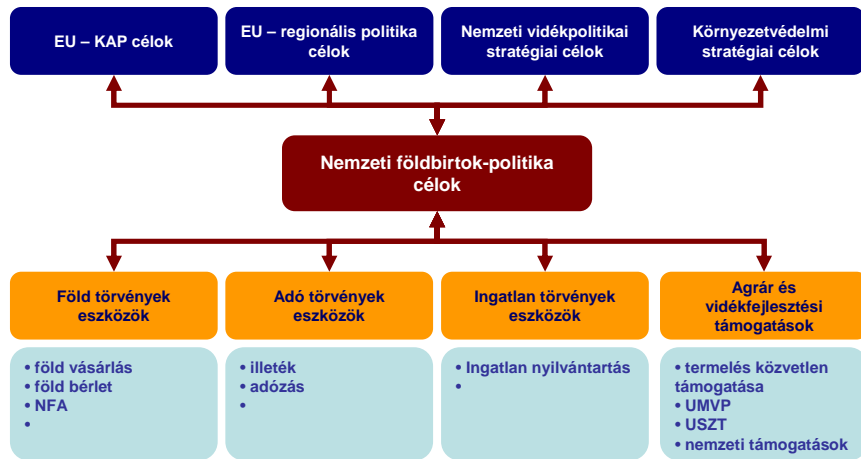 EU – KAP célok
EU – regionális politika
célok
Nemzeti vidékpolitikai
stratégiai célok
Környezetvédelmi
stratégiai célok
Nemzeti földbirtok-politika
célok
Föld törvények
eszközök
Adó törvények
eszközök
Ingatlan törvények
eszközök
Agrár és
vidékfejlesztési
támogatások
• föld vásárlás
• föld bérlet
• NFA
•
• illeték
• adózás
•
• Ingatlan nyilvántartás
•
• termelés közvetlen
támogatása
• UMVP
• USZT
• nemzeti támogatások